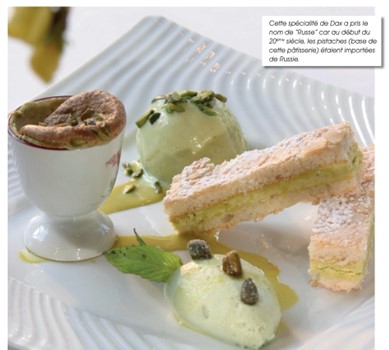 Cette spécialité de Dax a pris le
nom de "Russe" car au début du
20ème siècle, les pistaches (base de
cette pâtisserie) étaient importées
de Russie.